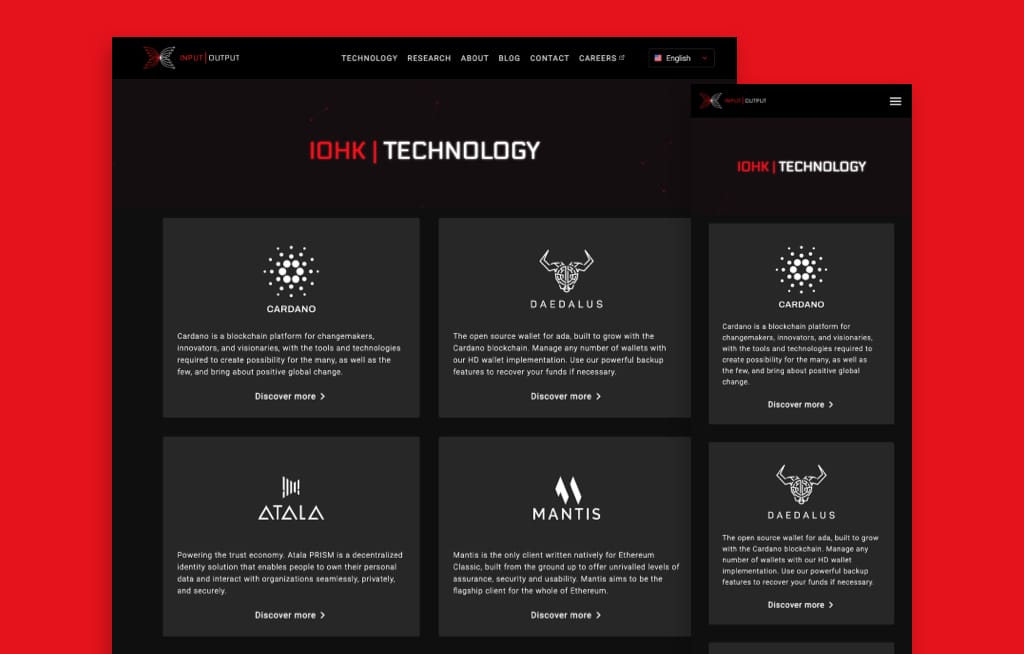 INPUT | OUTPUT
TECHNOLOGY RESEARCH ABOUT BLOG CONTACT CAREERS
English
IOHK | TECHNOLOGY
CARDANO
Cardano is a blockchain platform for changemakers,
innovators, and visionaries, with the tools and technologies
required to create possibility for the many, as well as the
few, and bring about positive global change.
Discover more
DAEDALUS
The open source wallet for ada, built to grow with the
Cardano blockchain. Manage any number of wallets with
our HD wallet implementation. Use our powerful backup
features to recover your funds if necessary.
Discover more
ATALA
Powering the trust economy. Atala PRISM is a decentralized
identity solution that enables people to own their personal
data and interact with organizations seamlessly, privately,
and securely.
Discover more
MANTIS
Mantis is the only client written natively for Ethereum
Classic, built from the ground up to offer unrivalled levels of
assurance, security and usability. Mantis aims to be the
flagship client for the whole of Ethereum.
Discover more
INPUT | OUTPUT
IOHK | TECHNOLOGY
CARDANO
Cardano is a blockchain platform for
changemakers, innovators, and visionaries,
with the tools and technologies required to
create possibility for the many, as well as
the few, and bring about positive global
change.
Discover more
DAEDALUS
The open source wallet for ada, built to grow
with the Cardano blockchain. Manage any
number of wallets with our HD wallet
implementation. Use our powerful backup
features to recover your funds if necessary.
Discover more